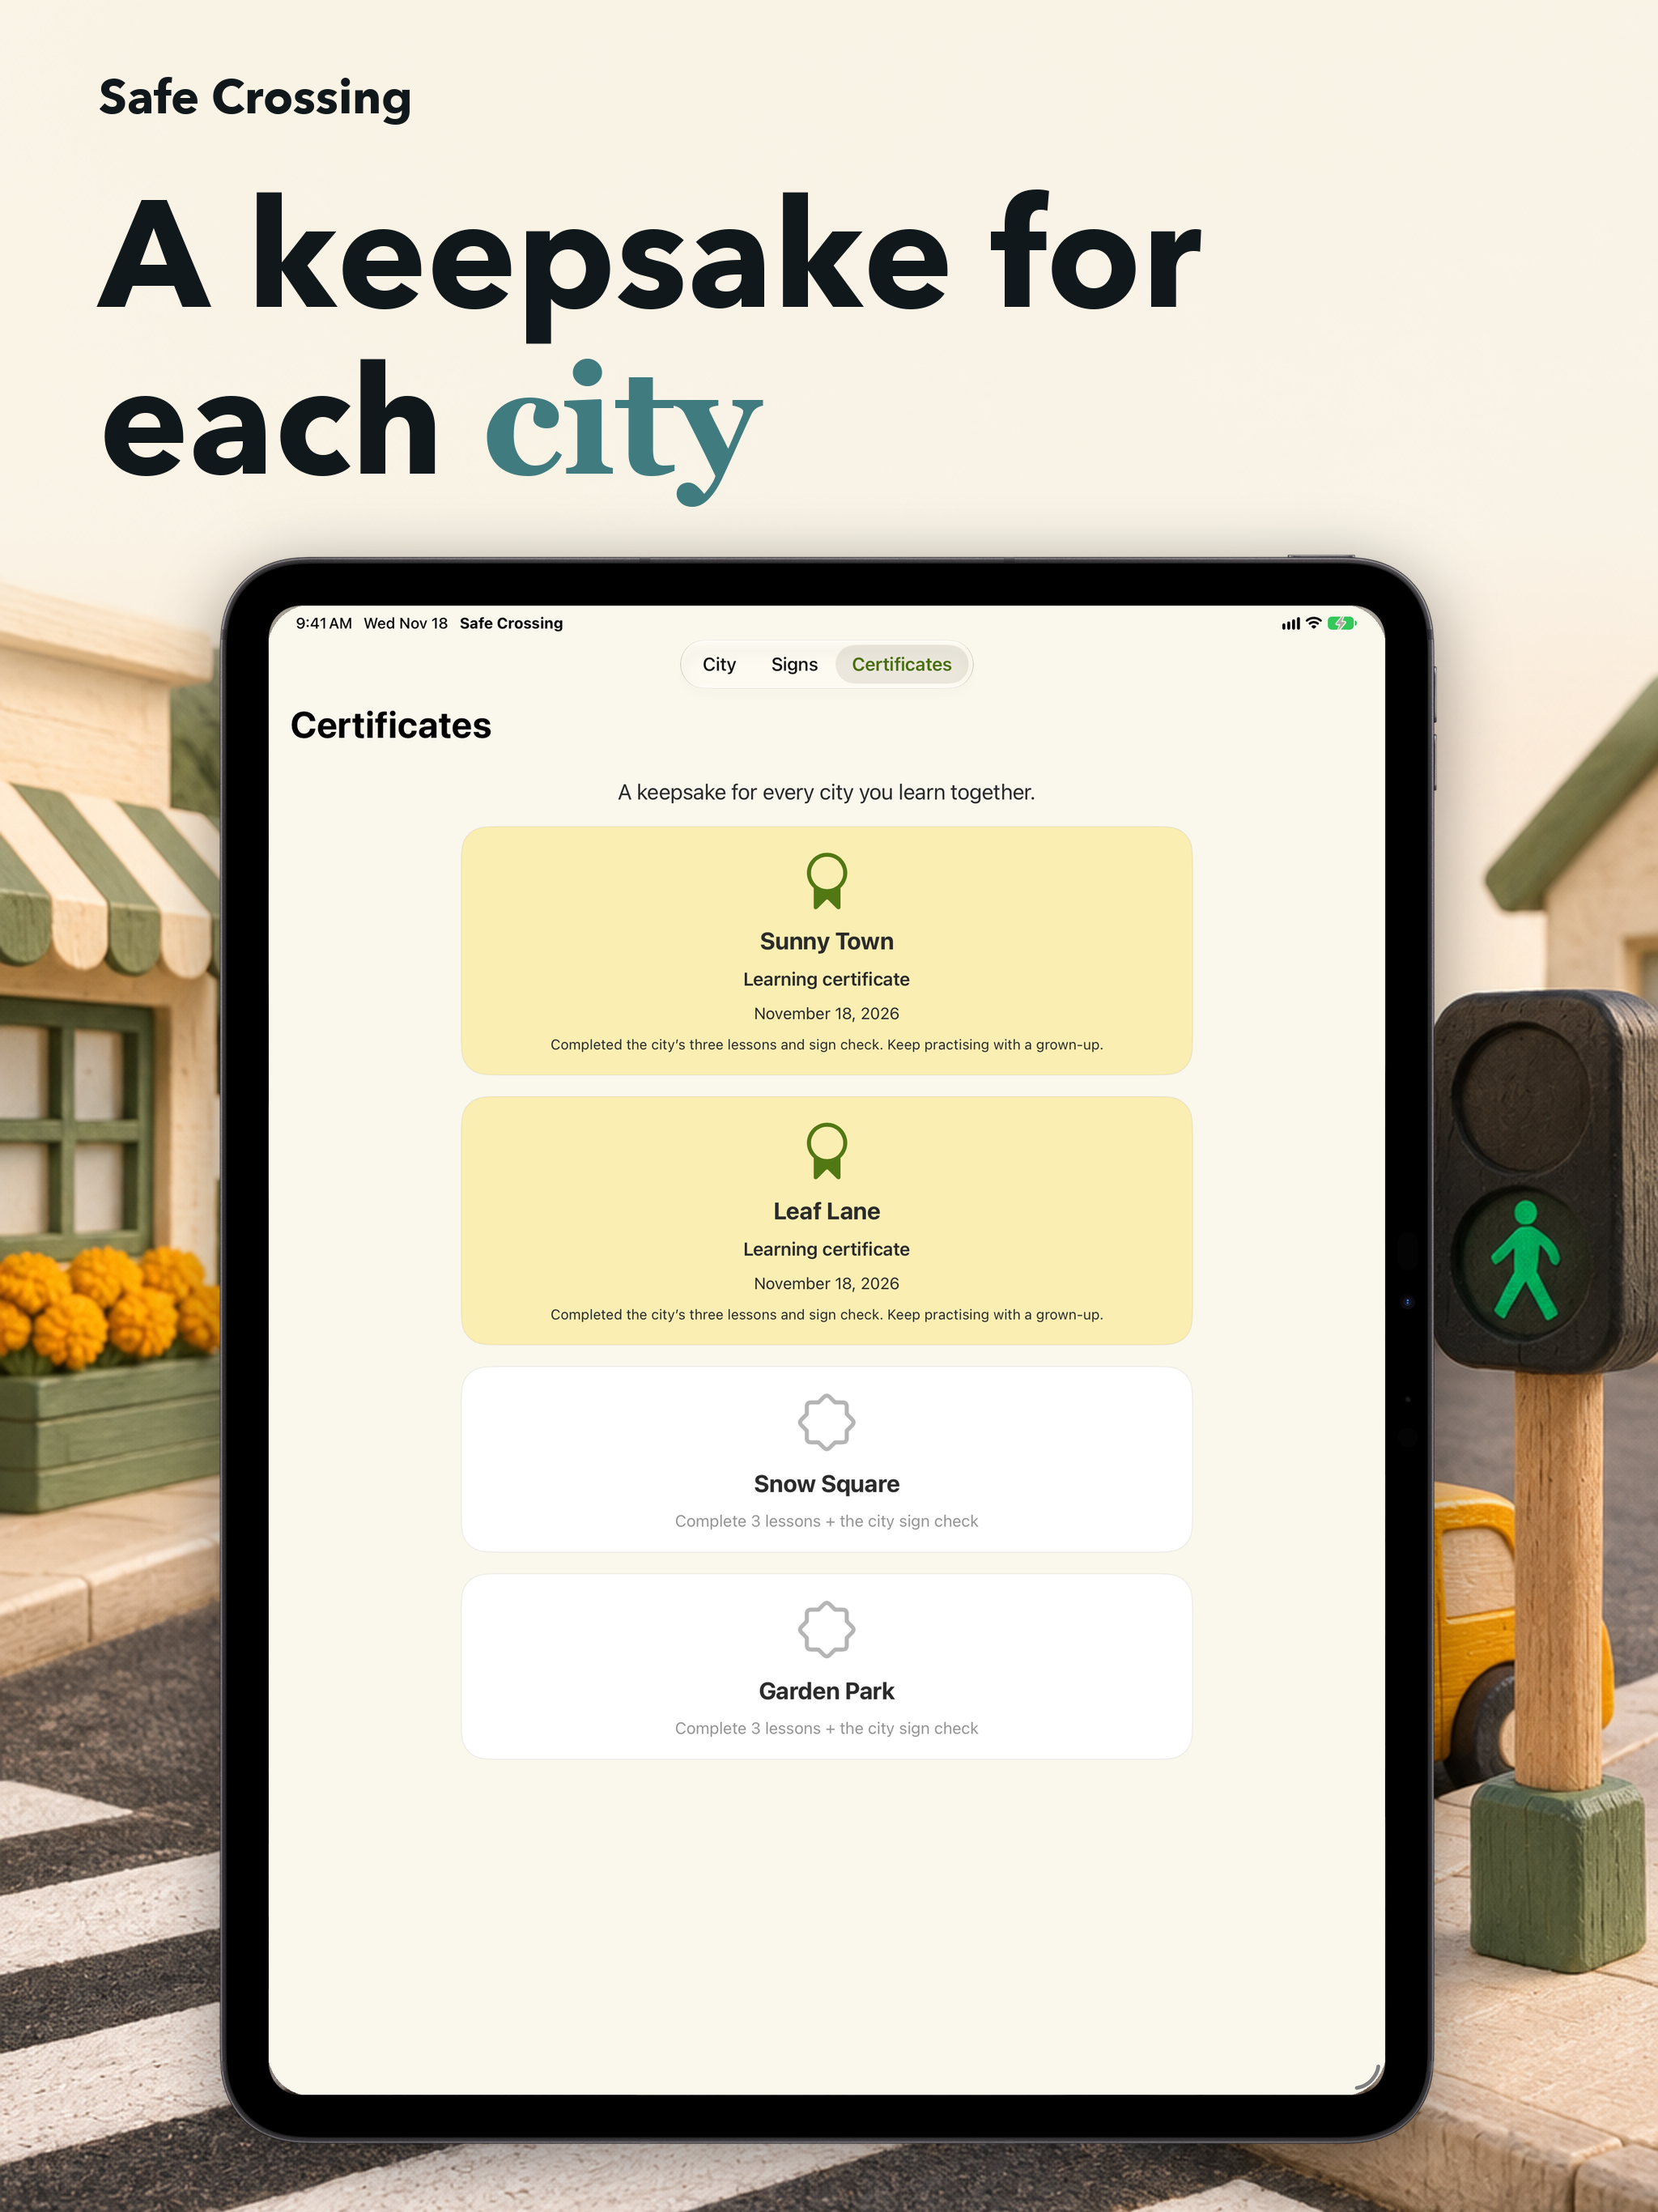 Safe Crossing
A keepsake for
each city
9:41 AM Wed Nov 18 Safe Crossing
City Signs Certificates
Certificates
A keepsake for every city you learn together.
Sunny Town
Learning certificate
November 18, 2026
Completed the city’s three lessons and sign check. Keep practising with a grown-up.
Leaf Lane
Learning certificate
November 18, 2026
Completed the city’s three lessons and sign check. Keep practising with a grown-up.
Snow Square
Complete 3 lessons + the city sign check
Garden Park
Complete 3 lessons + the city sign check